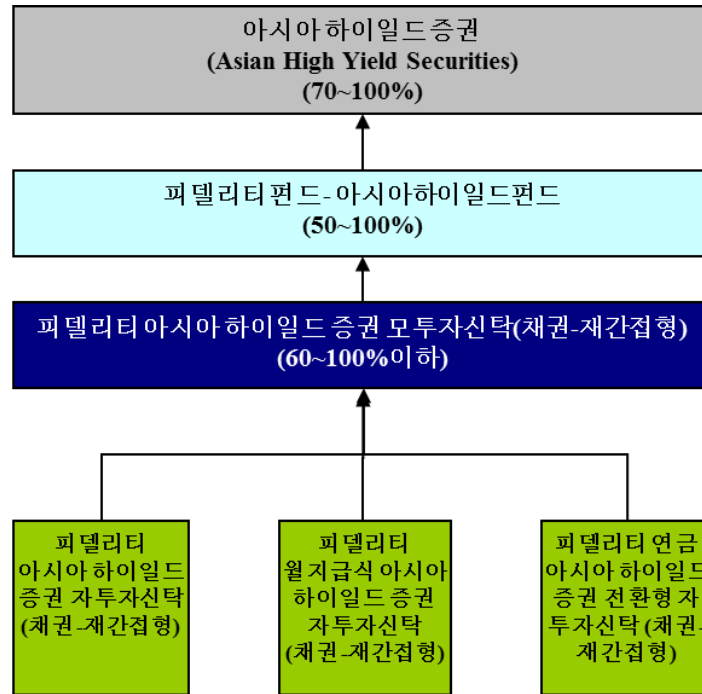 아시아 하이일드 증권
(Asian High Yield Securities)
(70~100%)
피델리티펀드-아시아하이일드펀드
(50~100%)
피델리티 아시아 하이일드 증권 모투자신탁(채권-재간접형)
(60~100%이하)
피델리티
아시아 하이일드
증권 자투자신탁
(채권-재간접형)
피델리티
월지급식 아시아
하이일드 증권
자투자신탁
(채권-재간접형)
피델리티 연금
아시아 하이일드
증권 전환형 자
투자신탁 (채권-
재간접형)